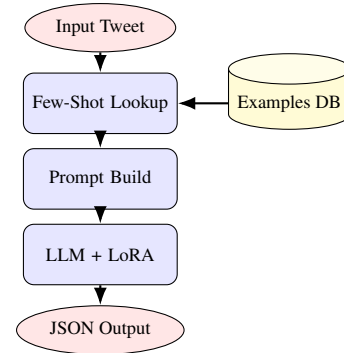 Input Tweet
Few-Shot Lookup
Examples DB
Prompt Build
LLM + LoRA
JSON Output